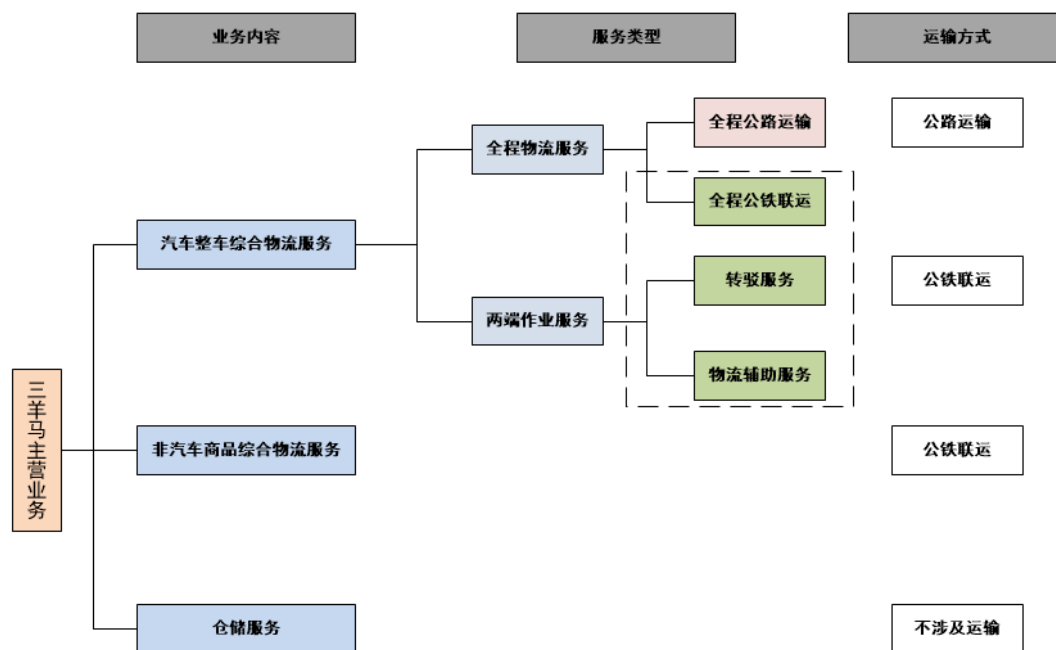 业务内容
服务类型
运输方式
全程公路运输
公路运输
全程物流服务
全程公铁联运
汽车整车综合物流服务
转驳服务
公铁联运
两端作业服务
物流辅助服务
三羊马主营业务
非汽车商品综合物流服务
公铁联运
仓储服务
不涉及运输